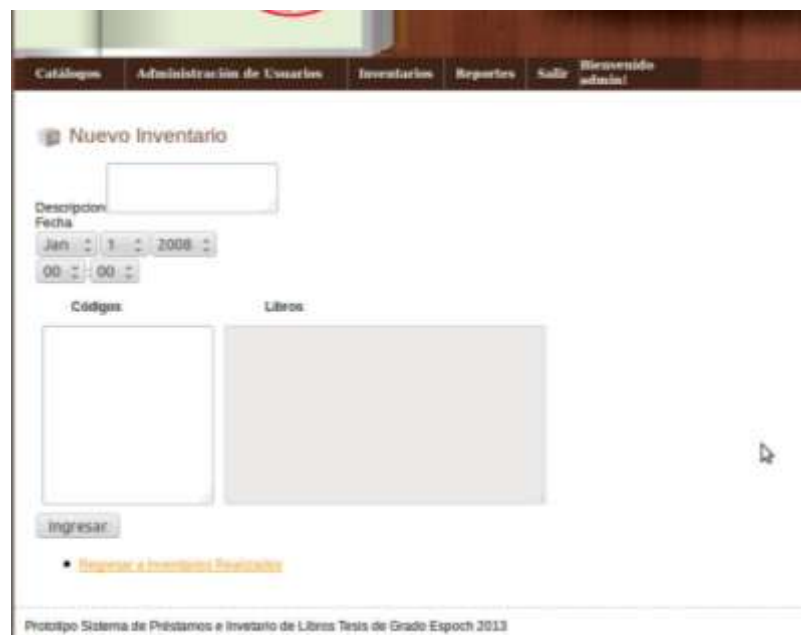 Catálogos Administración de Usuarios Inventarios Reportes Salir Bienvenido
admin!
Nuevo Inventario
Descripcion
Fecha
Jan 1 2008
00 : 00
Códigos Libros
Ingresar
Regresar a Inventarios Realizados
Prototipo Sistema de Préstamos e Invetario de Libros Tesis de Grado Espoch 2013